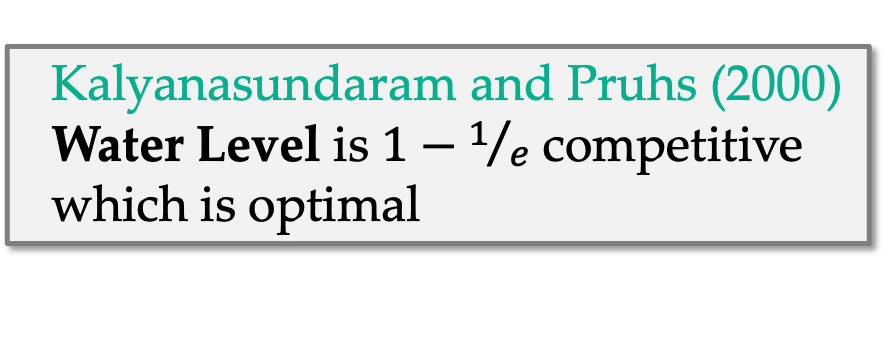 Kalyanasundaram and Pruhs (2000)
Water Level is 1 − 1/e competitive
which is optimal